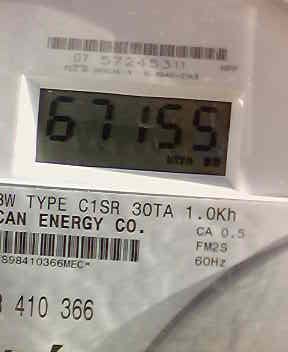 07 57245311
67155
3W TYPE C1SR 30TA 1.0Kh
CAN ENERGY CO.
CA 0.5
FM2S
60Hz
898410366MEC*
410 366